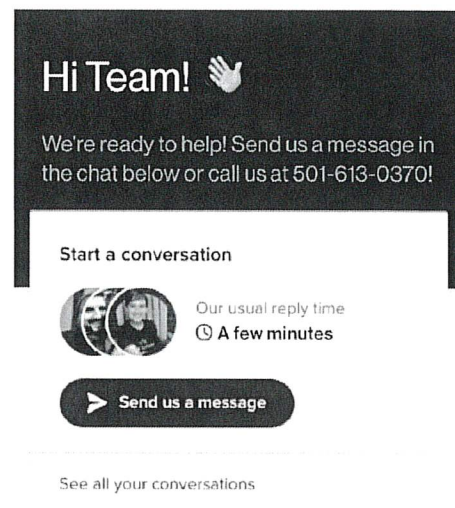 Hi Team! 👋
We're ready to help! Send us a message in
the chat below or call us at 501-613-0370!
Start a conversation
Our usual reply time
A few minutes
Send us a message
See all your conversations